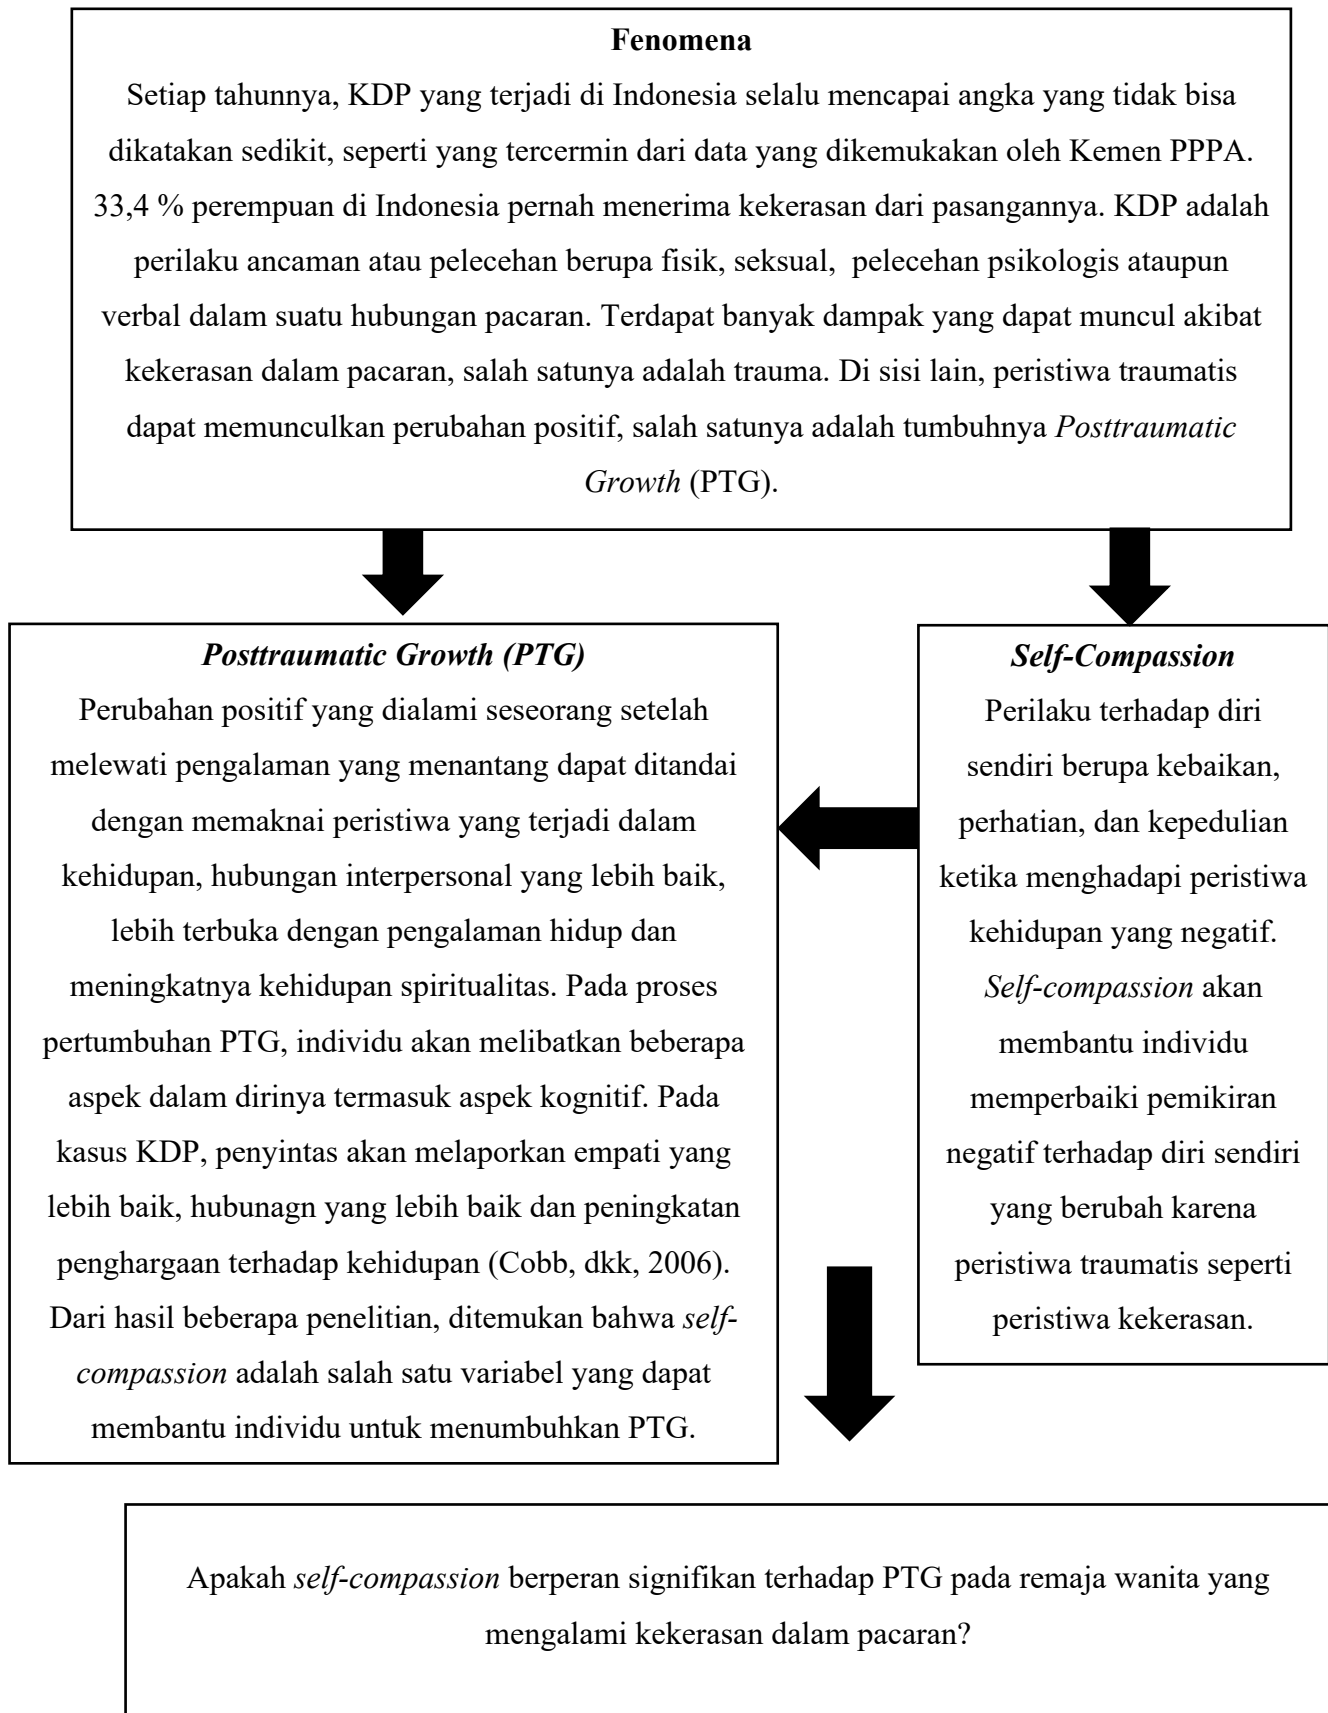 Fenomena
Setiap tahunnya, KDP yang terjadi di Indonesia selalu mencapai angka yang tidak bisa
dikatakan sedikit, seperti yang tercermin dari data yang dikemukakan oleh Kemen PPPA.
33,4 % perempuan di Indonesia pernah menerima kekerasan dari pasangannya. KDP adalah
perilaku ancaman atau pelecehan berupa fisik, seksual, pelecehan psikologis ataupun
verbal dalam suatu hubungan pacaran. Terdapat banyak dampak yang dapat muncul akibat
kekerasan dalam pacaran, salah satunya adalah trauma. Di sisi lain, peristiwa traumatis
dapat memunculkan perubahan positif, salah satunya adalah tumbuhnya Posttraumatic
Growth (PTG).
Posttraumatic Growth (PTG)
Perubahan positif yang dialami seseorang setelah
melewati pengalaman yang menantang dapat ditandai
dengan memaknai peristiwa yang terjadi dalam
kehidupan, hubungan interpersonal yang lebih baik,
lebih terbuka dengan pengalaman hidup dan
meningkatnya kehidupan spiritualitas. Pada proses
pertumbuhan PTG, individu akan melibatkan beberapa
aspek dalam dirinya termasuk aspek kognitif. Pada
kasus KDP, penyintas akan melaporkan empati yang
lebih baik, hubunagn yang lebih baik dan peningkatan
penghargaan terhadap kehidupan (Cobb, dkk, 2006).
Dari hasil beberapa penelitian, ditemukan bahwa self-
compassion adalah salah satu variabel yang dapat
membantu individu untuk menumbuhkan PTG.
Self-Compassion
Perilaku terhadap diri
sendiri berupa kebaikan,
perhatian, dan kepedulian
ketika menghadapi peristiwa
kehidupan yang negatif.
Self-compassion akan
membantu individu
memperbaiki pemikiran
negatif terhadap diri sendiri
yang berubah karena
peristiwa traumatis seperti
peristiwa kekerasan.
Apakah self-compassion berperan signifikan terhadap PTG pada remaja wanita yang
mengalami kekerasan dalam pacaran?